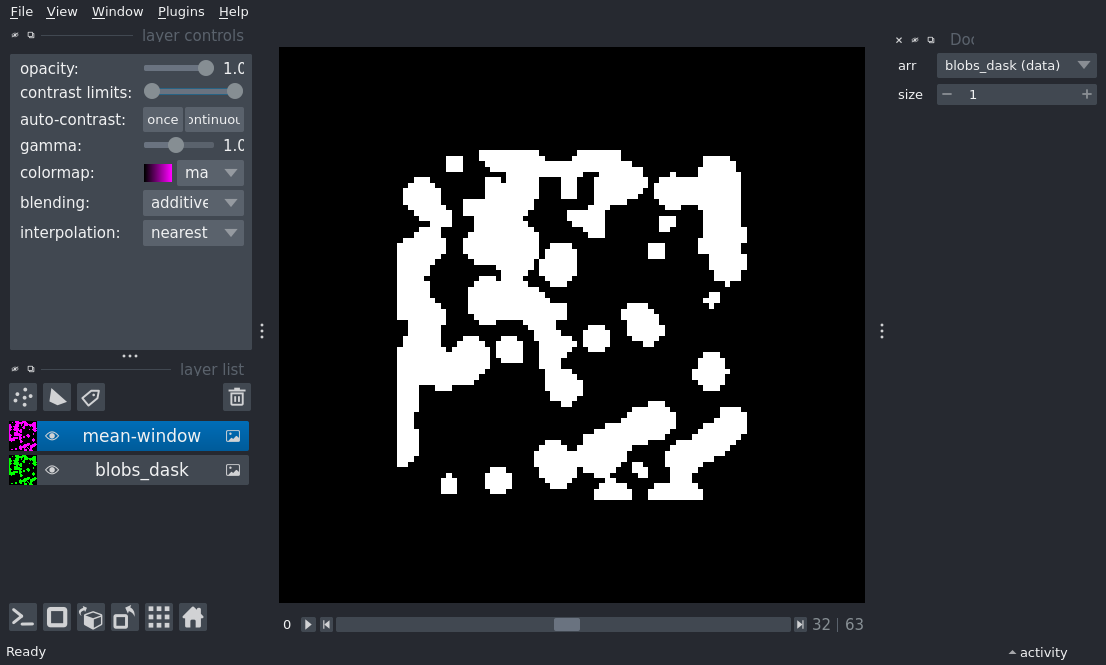 File View Window Plugins Help
layer controls
opacity: 1.0
contrast limits:
auto-contrast: once ontinuou
gamma: 1.0
colormap: ma
blending: additive
interpolation: nearest
layer list
mean-window
blobs_dask
Doc
arr blobs_dask (data)
size 1
0 32 | 63
Ready
activity